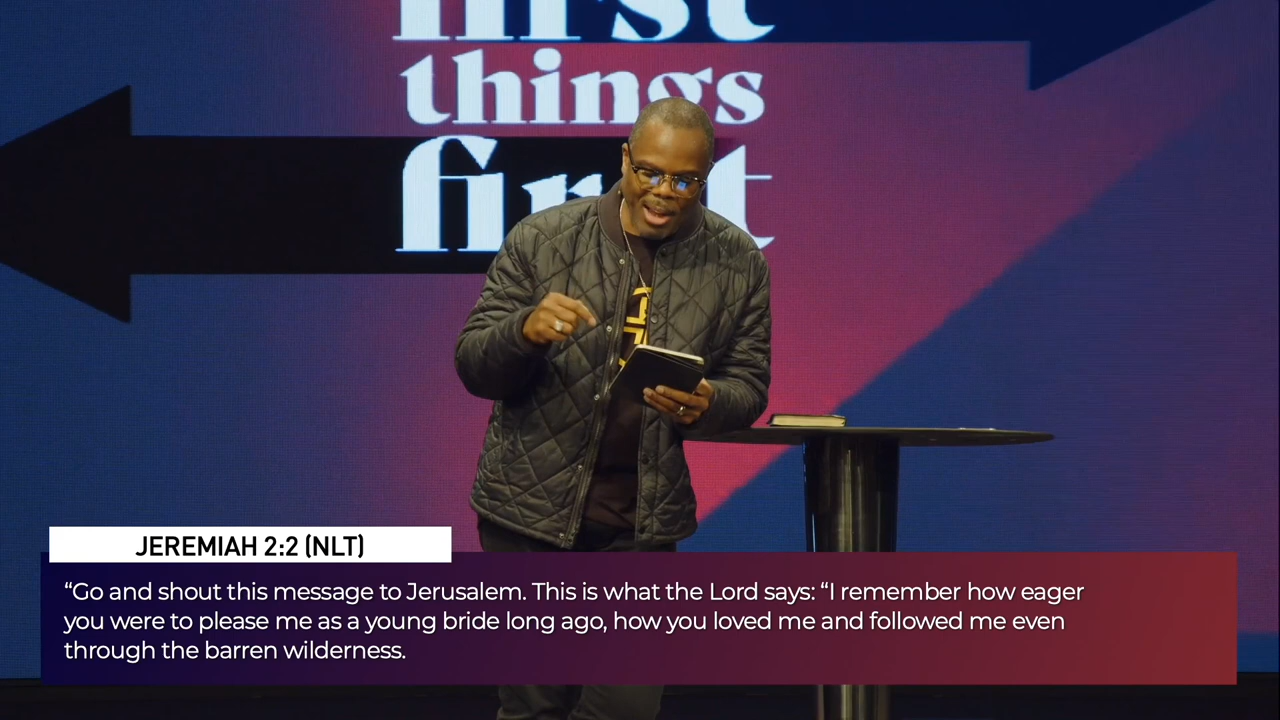 first
things
first
JEREMIAH 2:2 (NLT)
“Go and shout this message to Jerusalem. This is what the Lord says: “I remember how eager
you were to please me as a young bride long ago, how you loved me and followed me even
through the barren wilderness.